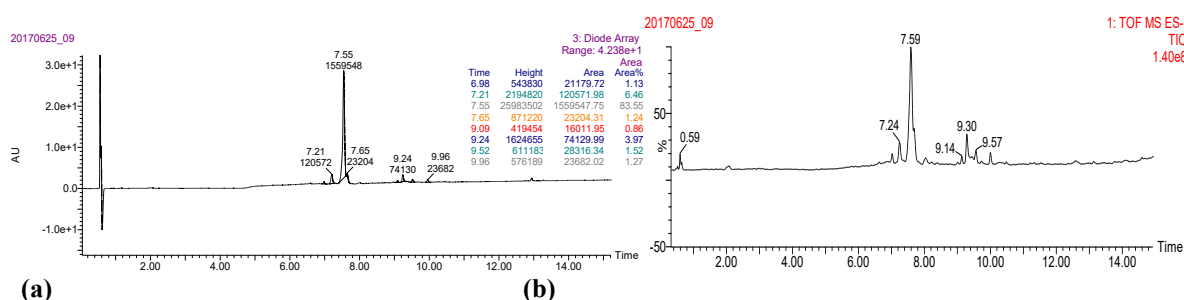 20170625_09
3: Diode Array
Range: 4.238e+1
Area
Time Height Area Area%
6.98 543830 21179.72 1.13
7.21 2194820 120571.98 6.46
7.55 25983502 1559547.75 83.55
7.65 871220 23204.31 1.24
9.09 419454 16011.95 0.86
9.24 1624655 74129.99 3.97
9.52 611183 28316.34 1.52
9.96 576189 23682.02 1.27
7.55
1559548
7.21
120572
7.65
23204
9.24
74130
9.96
23682
AU
3.0e+1
2.0e+1
1.0e+1
0.0
-1.0e+1
2.00 4.00 6.00 8.00 10.00 12.00 14.00
Time
(a)
20170625_09
1: TOF MS ES-
TIC
1.40e8
7.59
7.24
9.30
9.14
9.57
0.59
%
50
-50
2.00 4.00 6.00 8.00 10.00 12.00 14.00
Time
(b)